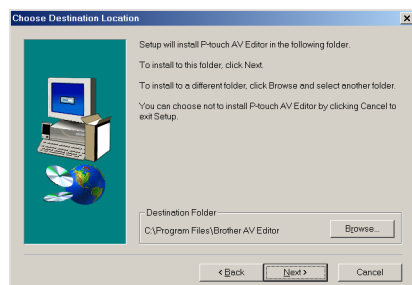 Choose Destination Location
Setup will install P-touch AV Editor in the following folder.
To install to this folder, click Next.
To install to a different folder, click Browse and select another folder.
You can choose not to install P-touch AV Editor by clicking Cancel to
exit Setup.
Destination Folder
C:\Program Files\Brother AV Editor
Browse...
< Back
Next >
Cancel